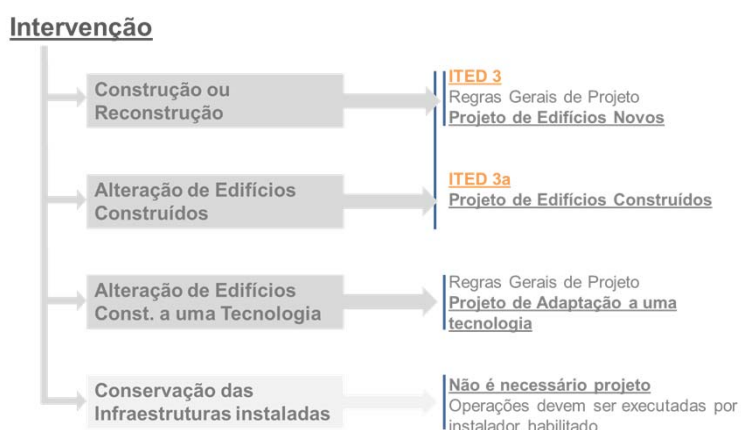 Intervenção
Construção ou
Reconstrução
ITED 3
Regras Gerais de Projeto
Projeto de Edifícios Novos
Alteração de Edifícios
Construídos
ITED 3a
Projeto de Edifícios Construídos
Alteração de Edifícios
Const. a uma Tecnologia
Regras Gerais de Projeto
Projeto de Adaptação a uma
tecnologia
Conservação das
Infraestruturas instaladas
Não é necessário projeto
Operações devem ser executadas por
instalador habilitado